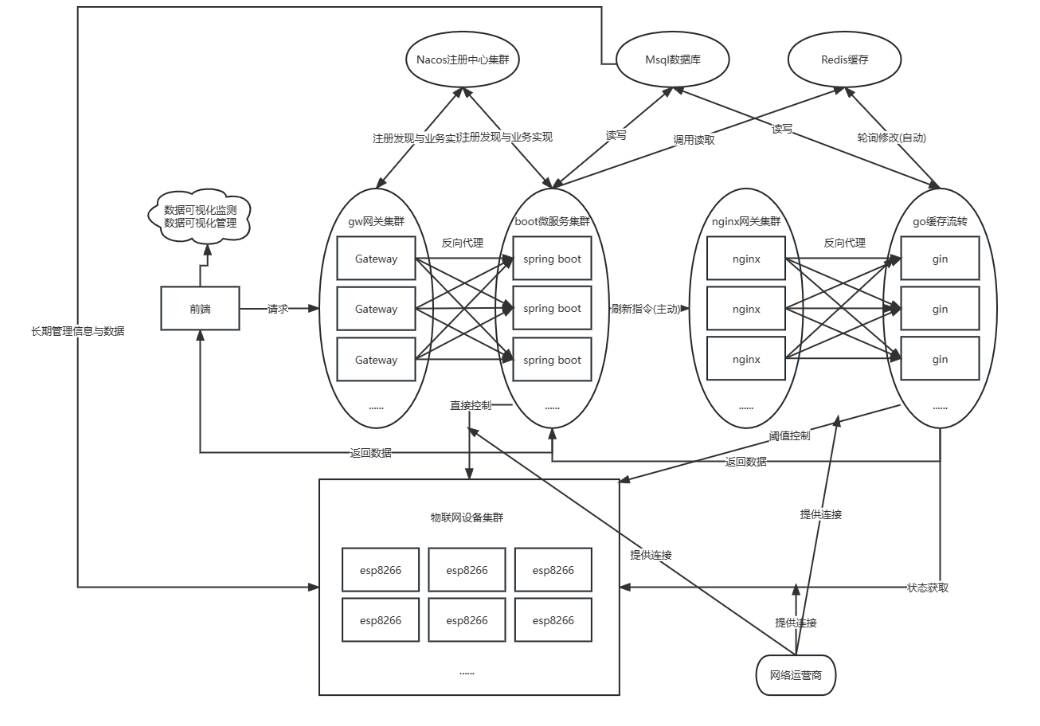 Nacos注册中心集群
Msql数据库
Redis缓存
注册发现与业务实现
注册发现与业务实现
读写
调用读取
读写
轮询修改(自动)
数据可视化监测
数据可视化管理
gw网关集群
boot微服务集群
nginx网关集群
go缓存流转
反向代理
反向代理
Gateway
spring boot
nginx
gin
前端
请求
Gateway
spring boot
刷新指令(主动)
nginx
gin
长期管理信息与数据
Gateway
spring boot
nginx
gin
......
......
......
......
直接控制
阈值控制
返回数据
返回数据
物联网设备集群
提供连接
提供连接
esp8266
esp8266
esp8266
状态获取
esp8266
esp8266
esp8266
提供连接
......
网络运营商